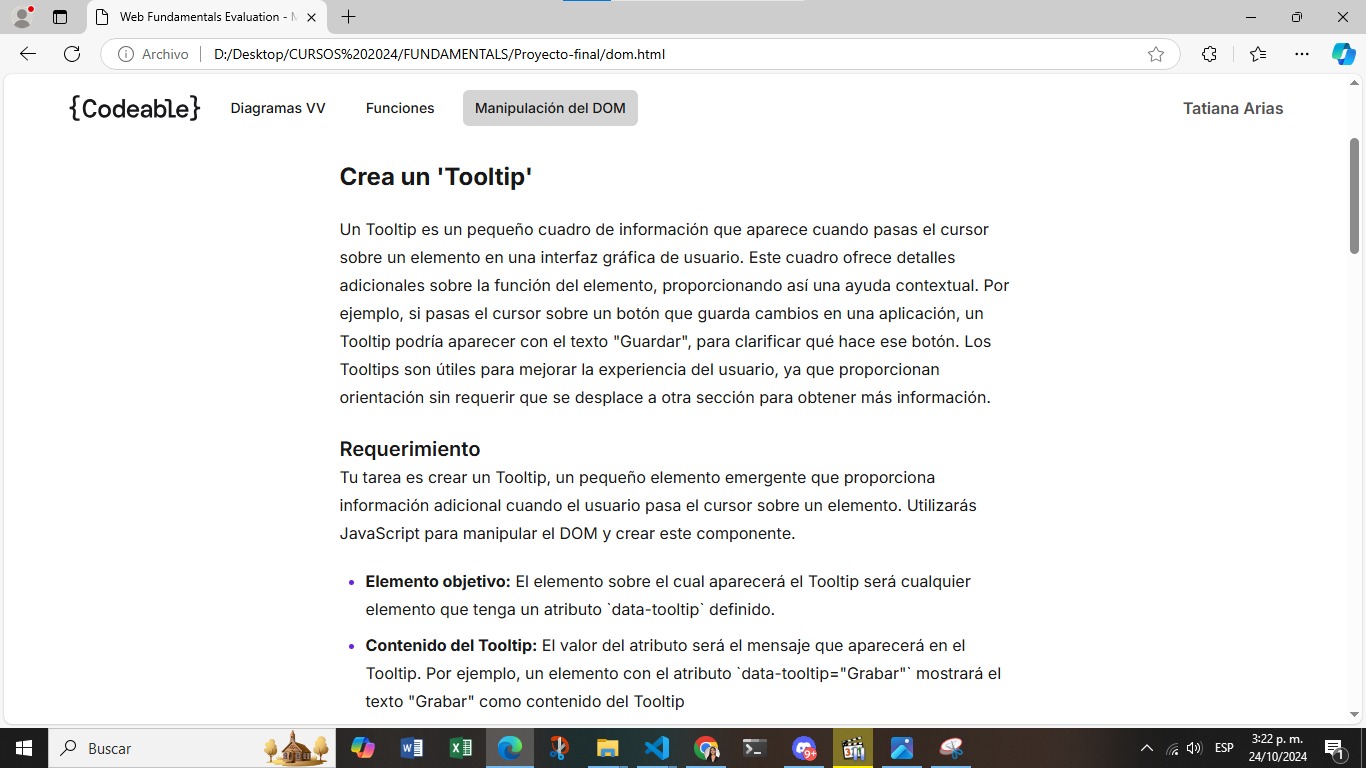 Web Fundamentals Evaluation - M
Archivo
D:/Desktop/CURSOS%202024/FUNDAMENTALS/Proyecto-final/dom.html
{Codeable}
Diagramas VV
Funciones
Manipulación del DOM
Tatiana Arias
Crea un 'Tooltip'
Un Tooltip es un pequeño cuadro de información que aparece cuando pasas el cursor
sobre un elemento en una interfaz gráfica de usuario. Este cuadro ofrece detalles
adicionales sobre la función del elemento, proporcionando así una ayuda contextual. Por
ejemplo, si pasas el cursor sobre un botón que guarda cambios en una aplicación, un
Tooltip podría aparecer con el texto "Guardar", para clarificar qué hace ese botón. Los
Tooltips son útiles para mejorar la experiencia del usuario, ya que proporcionan
orientación sin requerir que se desplace a otra sección para obtener más información.
Requerimiento
Tu tarea es crear un Tooltip, un pequeño elemento emergente que proporciona
información adicional cuando el usuario pasa el cursor sobre un elemento. Utilizarás
JavaScript para manipular el DOM y crear este componente.
• Elemento objetivo: El elemento sobre el cual aparecerá el Tooltip será cualquier
elemento que tenga un atributo `data-tooltip` definido.
• Contenido del Tooltip: El valor del atributo será el mensaje que aparecerá en el
Tooltip. Por ejemplo, un elemento con el atributo `data-tooltip="Grabar"` mostrará el
texto "Grabar" como contenido del Tooltip
Buscar
9+
ESP
3:22 p. m.
24/10/2024
1